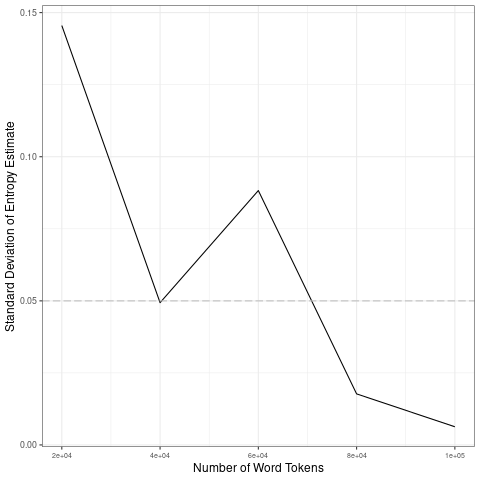 Standard Deviation of Entropy Estimate
0.15
0.10
0.05
0.00
2e+04 4e+04 6e+04 8e+04 1e+05
Number of Word Tokens